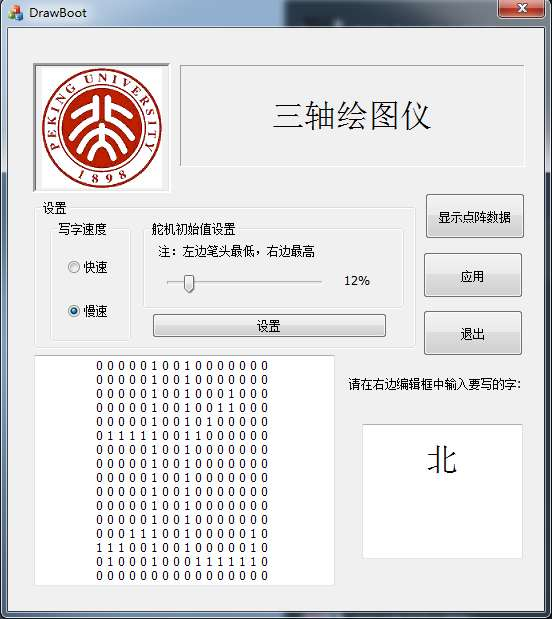 DrawBoot
PEKING UNIVERSITY
1898
三轴绘图仪
设置
写字速度
快速
慢速
舵机初始值设置
注：左边笔头最低，右边最高
12%
设置
显示点阵数据
应用
退出
0 0 0 0 0 1 0 0 1 0 0 0 0 0 0 0
0 0 0 0 0 1 0 0 1 0 0 0 0 0 0 0
0 0 0 0 0 1 0 0 1 0 0 0 1 0 0 0
0 0 0 0 0 1 0 0 1 0 0 1 1 0 0 0
0 0 0 0 0 1 0 0 1 0 1 0 0 0 0 0
0 1 1 1 1 1 0 0 1 1 0 0 0 0 0 0
0 0 0 0 0 1 0 0 1 0 0 0 0 0 0 0
0 0 0 0 0 1 0 0 1 0 0 0 0 0 0 0
0 0 0 0 0 1 0 0 1 0 0 0 0 0 0 0
0 0 0 0 0 1 0 0 1 0 0 0 0 0 0 0
0 0 0 0 0 1 0 0 1 0 0 0 0 0 0 0
0 0 0 0 0 1 0 0 1 0 0 0 0 0 0 0
0 0 0 1 1 1 0 0 1 0 0 0 0 0 1 0
1 1 1 0 0 1 0 0 1 0 0 0 0 0 1 0
0 1 0 0 0 1 0 0 0 1 1 1 1 1 1 0
0 0 0 0 0 0 0 0 0 0 0 0 0 0 0 0
请在右边编辑框中输入要写的字:
北